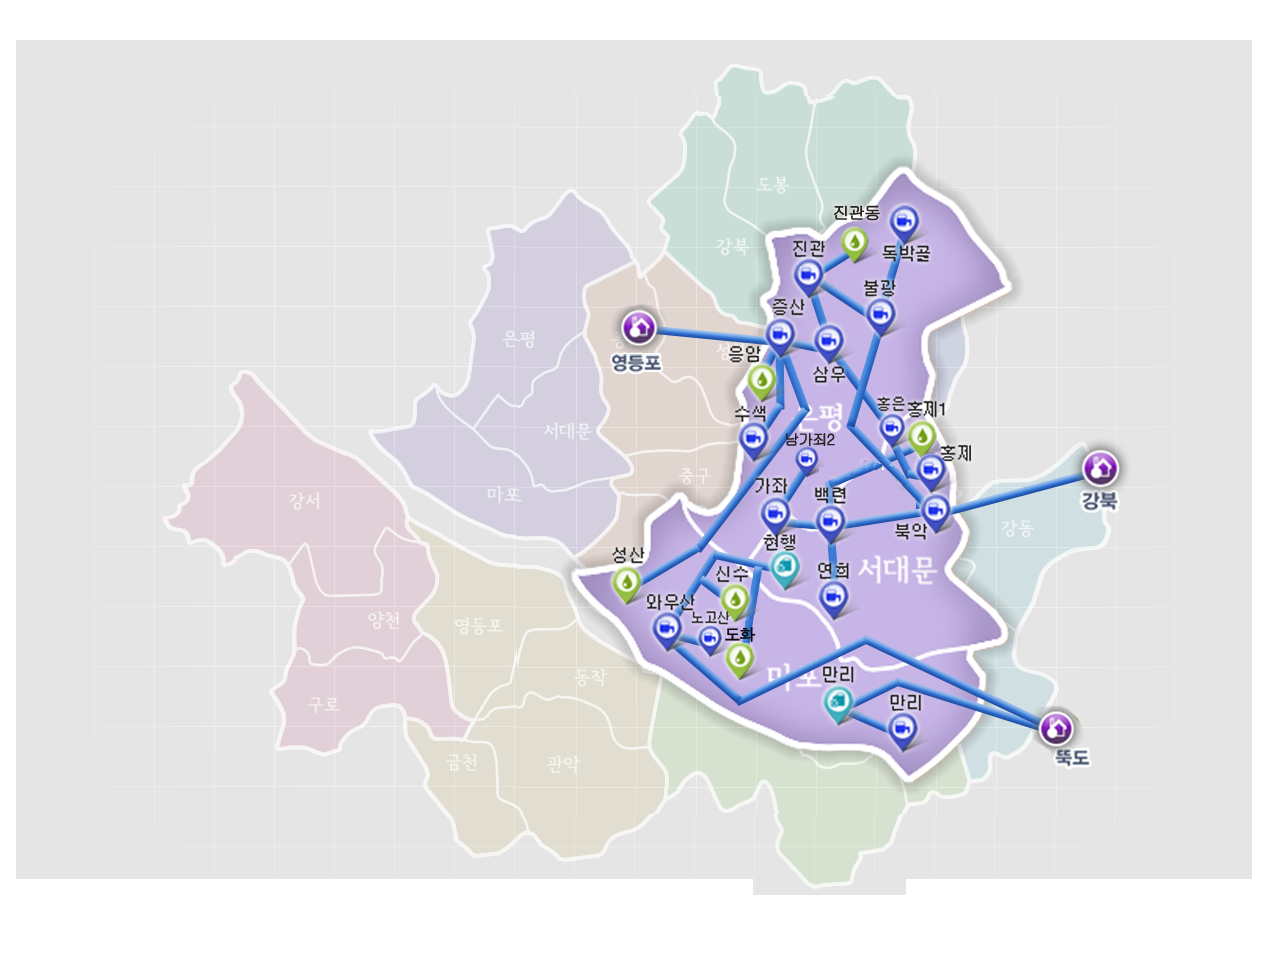 도봉
강북
진관동
진관
독박골
불광
증산
영등포
응암
삼우
은평
수색
은평
홍은
홍제1
남가좌2
홍제
서대문
마포
중구
가좌
백련
강북
강서
북악
강동
현행
성산
신수
연희
서대문
와우산
노고산
도화
양천
영등포
마포
만리
동작
구로
만리
금천
관악
뚝도